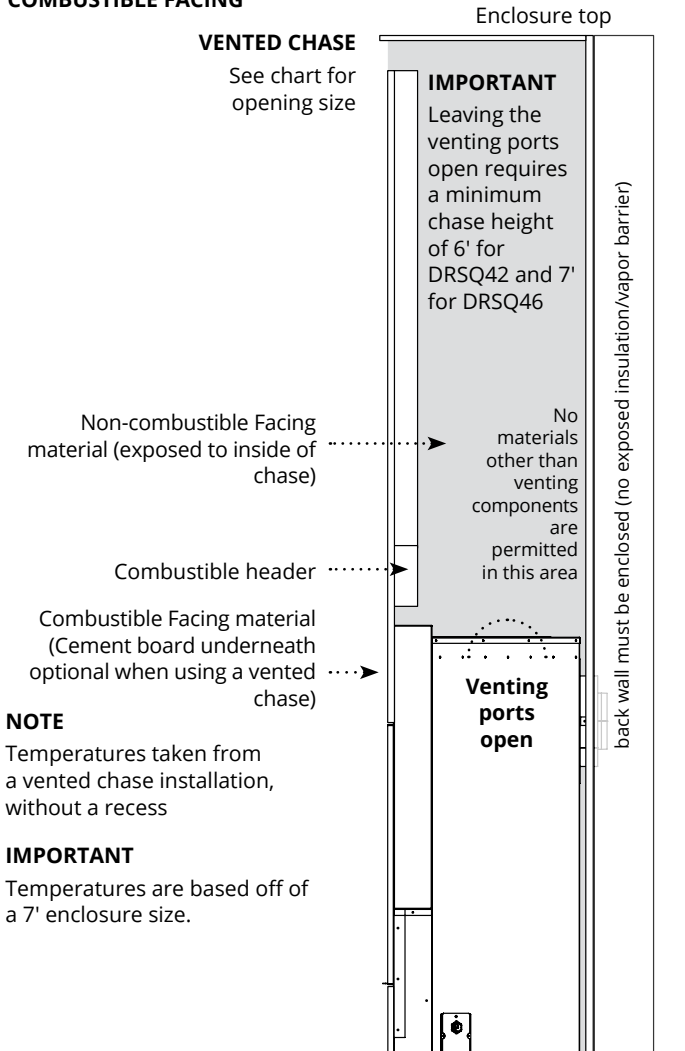 COMBUSTIBLE FACING
Enclosure top
VENTED CHASE
See chart for
opening size
IMPORTANT
Leaving the
venting ports
open requires
a minimum
chase height
of 6' for
DRSQ42 and 7'
for DRSQ46
Non-combustible Facing
material (exposed to inside of
chase)
No
materials
other than
venting
components
are
permitted
in this area
back wall must be enclosed (no exposed insulation/vapor barrier)
Combustible header
Combustible Facing material
(Cement board underneath
optional when using a vented
chase)
Venting
ports
open
NOTE
Temperatures taken from
a vented chase installation,
without a recess
IMPORTANT
Temperatures are based off of
a 7' enclosure size.